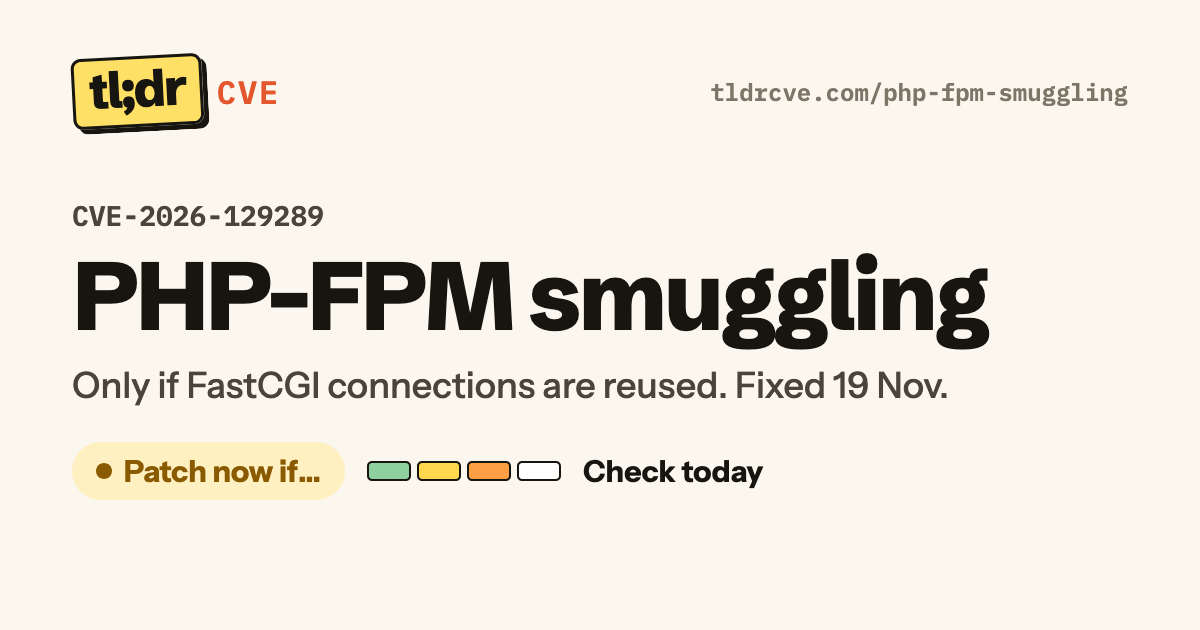 tl;dr CVE
tldrcve.com/php-fpm-smuggling
CVE-2026-129289
PHP-FPM smuggling
Only if FastCGI connections are reused. Fixed 19 Nov.
Patch now if...
Check today